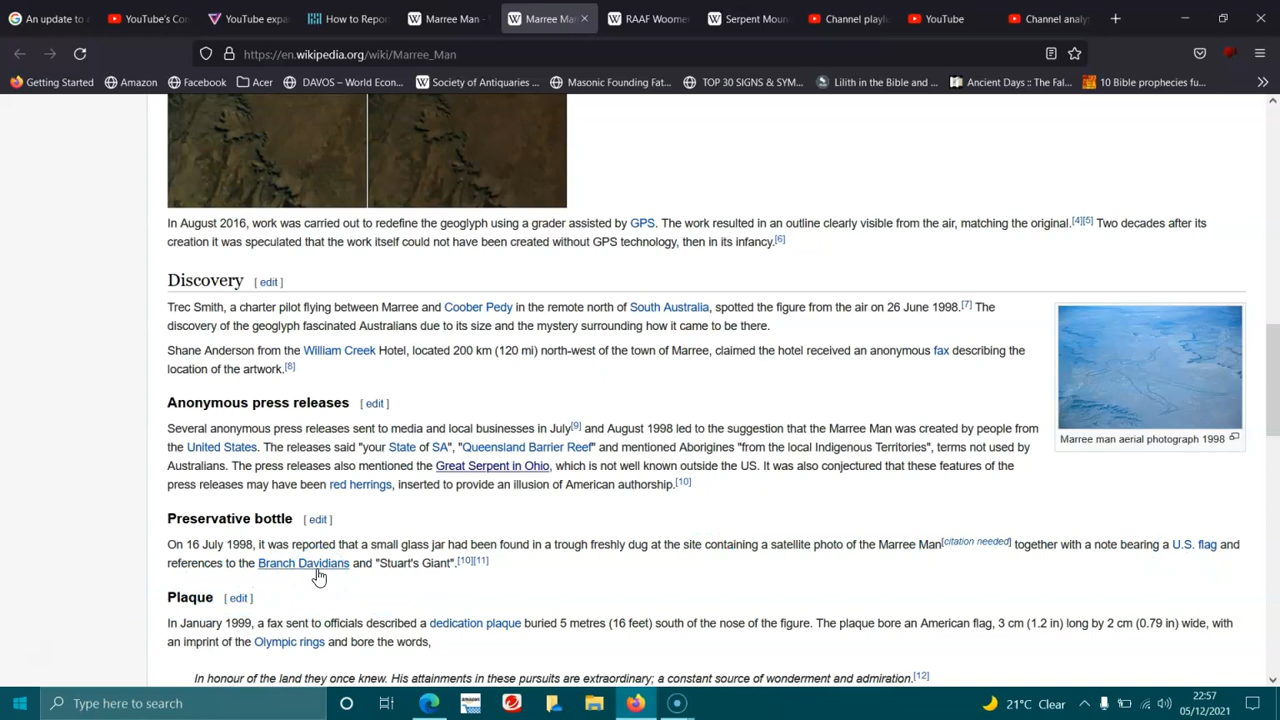 An update to
YouTube's Co
YouTube exp
How to Repor
Marree Man -
Marree Ma
RAAF Woome
Serpent Moun
Channel playli
YouTube
Channel analy
https://en.wikipedia.org/wiki/Marree_Man
Getting Started
Amazon
Facebook
Acer
DAVOS – World Econ...
Society of Antiquaries ...
Masonic Founding Fat...
TOP 30 SIGNS & SYM...
Lilith in the Bible and ...
Ancient Days :: The Fal...
10 Bible prophecies fu...
In August 2016, work was carried out to redefine the geoglyph using a grader assisted by GPS. The work resulted in an outline clearly visible from the air, matching the original.[4][5] Two decades after its
creation it was speculated that the work itself could not have been created without GPS technology, then in its infancy.[6]
Discovery [ edit ]
Trec Smith, a charter pilot flying between Marree and Coober Pedy in the remote north of South Australia, spotted the figure from the air on 26 June 1998.[7] The
discovery of the geoglyph fascinated Australians due to its size and the mystery surrounding how it came to be there.
Shane Anderson from the William Creek Hotel, located 200 km (120 mi) north-west of the town of Marree, claimed the hotel received an anonymous fax describing the
location of the artwork.[8]
Marree man aerial photograph 1998
Anonymous press releases [ edit ]
Several anonymous press releases sent to media and local businesses in July[9] and August 1998 led to the suggestion that the Marree Man was created by people from
the United States. The releases said "your State of SA", "Queensland Barrier Reef" and mentioned Aborigines "from the local Indigenous Territories", terms not used by
Australians. The press releases also mentioned the Great Serpent in Ohio, which is not well known outside the US. It was also conjectured that these features of the
press releases may have been red herrings, inserted to provide an illusion of American authorship.[10]
Preservative bottle [ edit ]
On 16 July 1998, it was reported that a small glass jar had been found in a trough freshly dug at the site containing a satellite photo of the Marree Man[citation needed] together with a note bearing a U.S. flag and
references to the Branch Davidians and "Stuart's Giant".[10][11]
Plaque [ edit ]
In January 1999, a fax sent to officials described a dedication plaque buried 5 metres (16 feet) south of the nose of the figure. The plaque bore an American flag, 3 cm (1.2 in) long by 2 cm (0.79 in) wide, with
an imprint of the Olympic rings and bore the words,
In honour of the land they once knew. His attainments in these pursuits are extraordinary; a constant source of wonderment and admiration.[12]
Type here to search
21°C Clear
22:57
05/12/2021